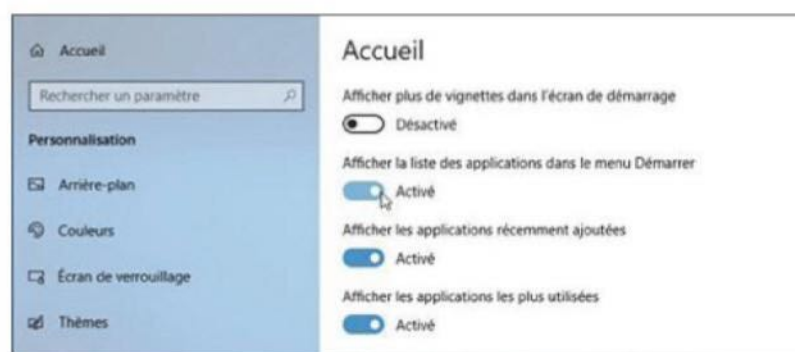 Accueil
Rechercher un paramètre
Personnalisation
Arrière-plan
Couleurs
Écran de verrouillage
Thèmes
Accueil
Afficher plus de vignettes dans l'écran de démarrage
Désactivé
Afficher la liste des applications dans le menu Démarrer
Activé
Afficher les applications récemment ajoutées
Activé
Afficher les applications les plus utilisées
Activé